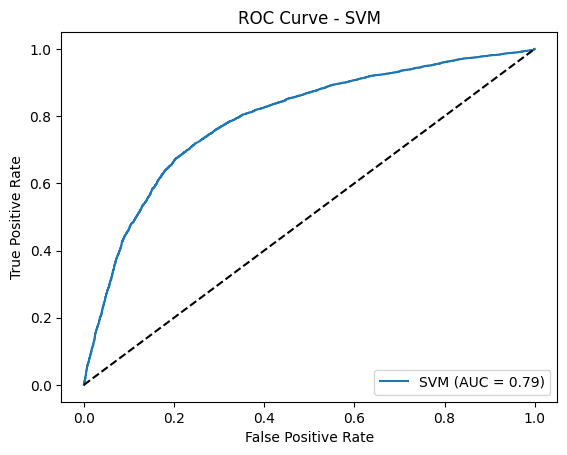 ROC Curve - SVM
1.0
0.8
0.6
0.4
0.2
0.0
True Positive Rate
SVM (AUC = 0.79)
0.0 0.2 0.4 0.6 0.8 1.0
False Positive Rate